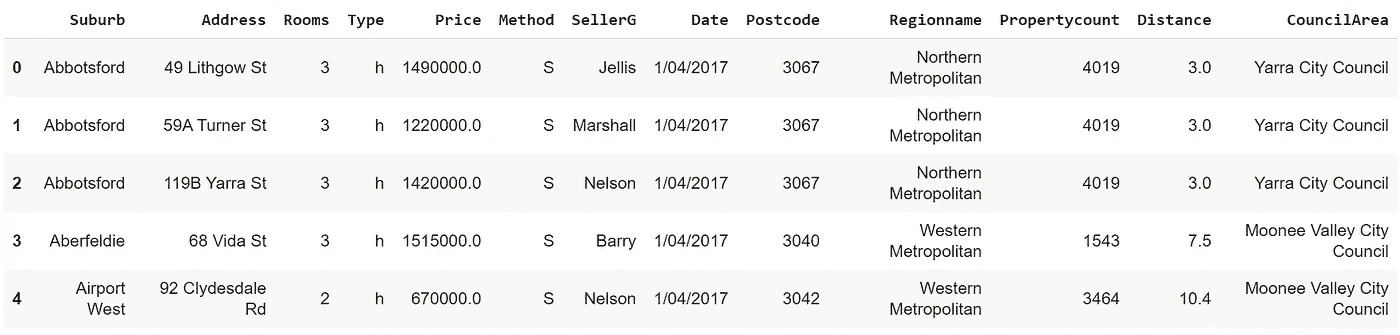 Suburb Address Rooms Type Price Method SellerG Date Postcode Regionname Propertycount Distance CouncilArea
0 Abbotsford 49 Lithgow St 3 h 1490000.0 S Jellis 1/04/2017 3067 Northern Metropolitan 4019 3.0 Yarra City Council
1 Abbotsford 59A Turner St 3 h 1220000.0 S Marshall 1/04/2017 3067 Northern Metropolitan 4019 3.0 Yarra City Council
2 Abbotsford 119B Yarra St 3 h 1420000.0 S Nelson 1/04/2017 3067 Northern Metropolitan 4019 3.0 Yarra City Council
3 Aberfeldie 68 Vida St 3 h 1515000.0 S Barry 1/04/2017 3040 Western Metropolitan 1543 7.5 Moonee Valley City Council
4 Airport West 92 Clydesdale Rd 2 h 670000.0 S Nelson 1/04/2017 3042 Western Metropolitan 3464 10.4 Moonee Valley City Council